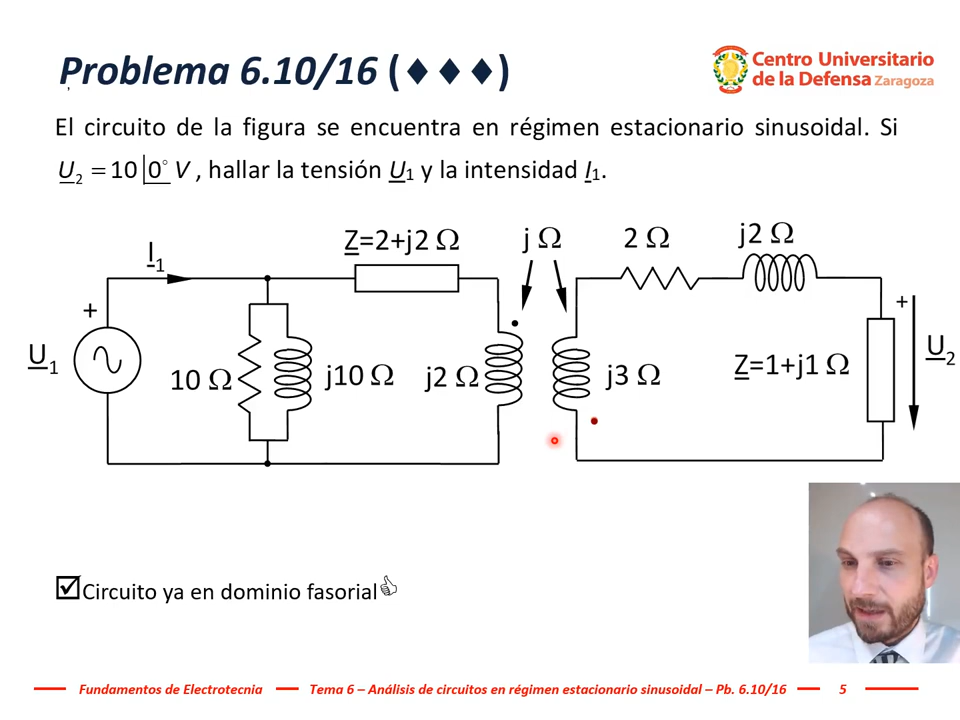 Problema 6.10/16 (♦♦♦)
Centro Universitario
de la Defensa Zaragoza
El circuito de la figura se encuentra en régimen estacionario sinusoidal. Si
U₂ = 10 |0° V, hallar la tensión U₁ y la intensidad I₁.
I₁
Z=2+j2 Ω
j Ω
2 Ω
j2 Ω
+
+
U₁
10 Ω
j10 Ω
j2 Ω
j3 Ω
Z=1+j1 Ω
U₂
Circuito ya en dominio fasorial
Fundamentos de Electrotecnia
Tema 6 – Análisis de circuitos en régimen estacionario sinusoidal – Pb. 6.10/16
5